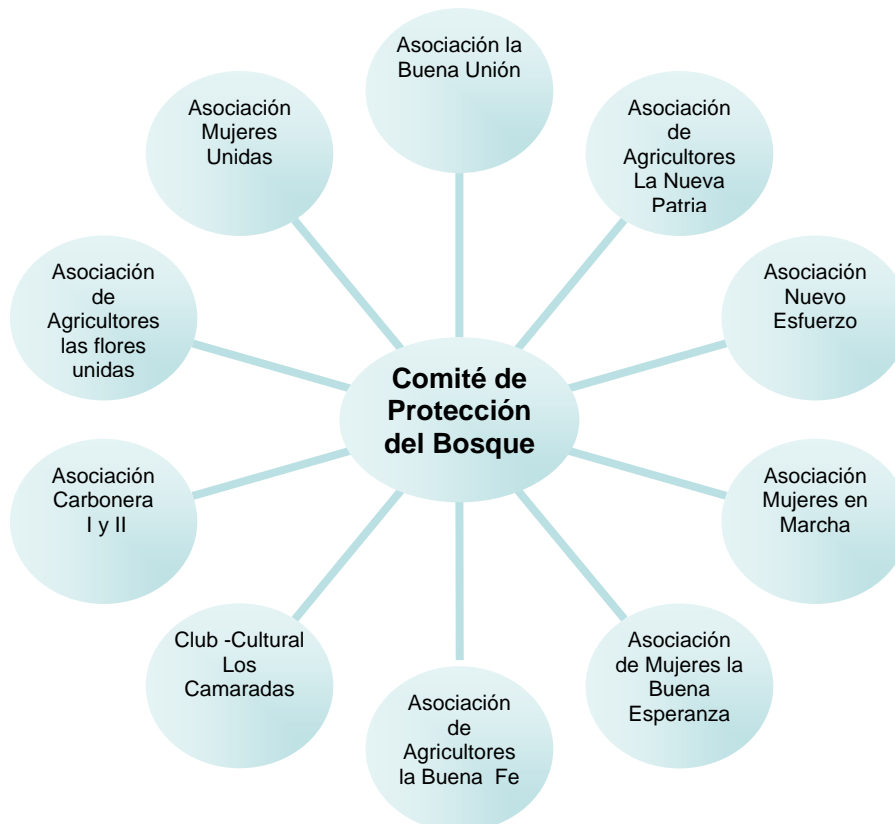 Asociación la
Buena Unión
Asociación
de
Agricultores
La Nueva
Patria
Asociación
Nuevo
Esfuerzo
Asociación
Mujeres en
Marcha
Asociación
de Mujeres la
Buena
Esperanza
Asociación
de
Agricultores
la Buena Fe
Club -Cultural
Los
Camaradas
Asociación
Carbonera
I y II
Asociación
de
Agricultores
las flores
unidas
Asociación
Mujeres
Unidas
Comité de
Protección
del Bosque